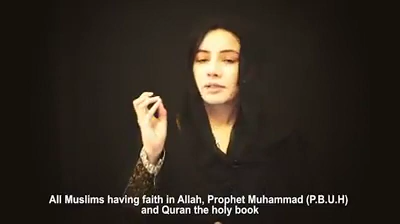 All Muslims having faith in Allah, Prophet Muhammad (P.B.U.H)
and Quran the holy book